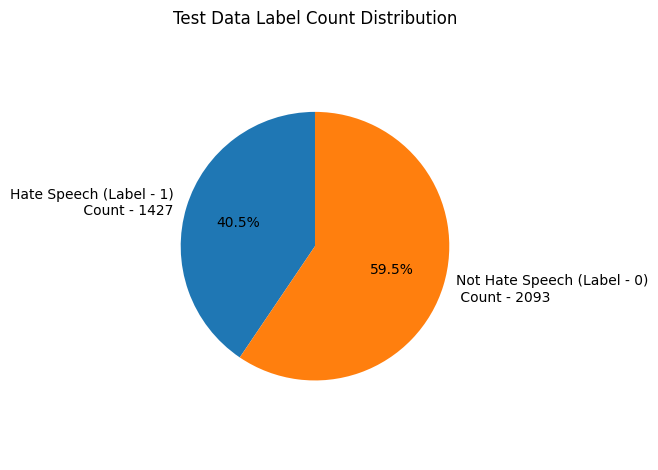 Test Data Label Count Distribution
Hate Speech (Label - 1)
Count - 1427
40.5%
59.5%
Not Hate Speech (Label - 0)
Count - 2093